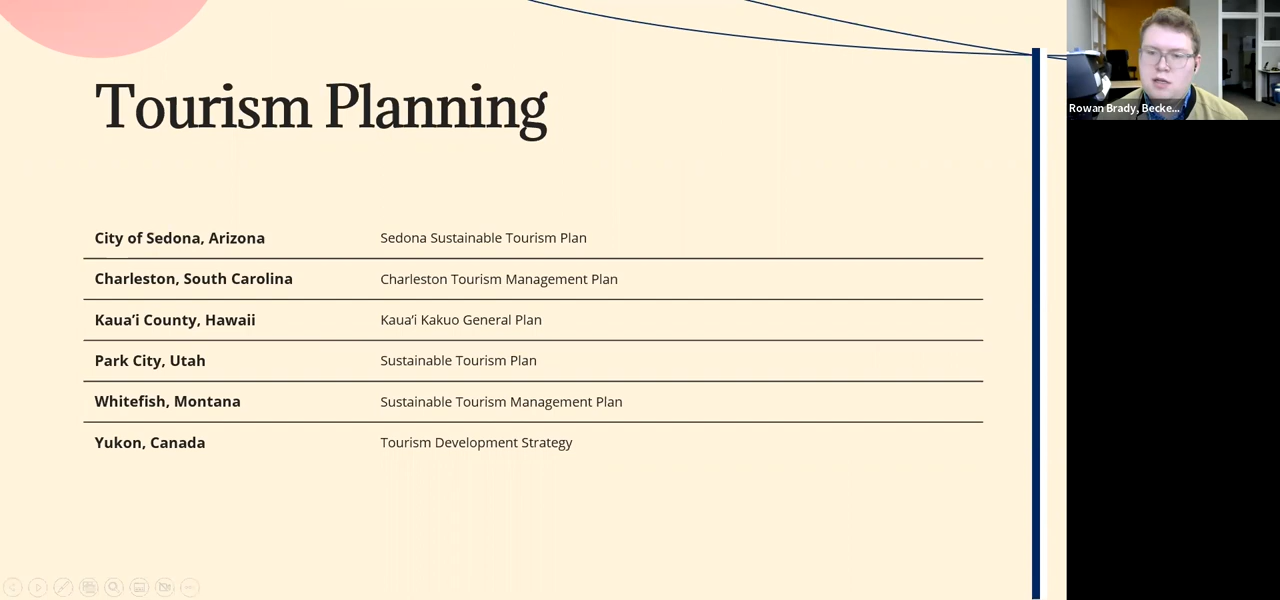 Tourism Planning
City of Sedona, Arizona Sedona Sustainable Tourism Plan
Charleston, South Carolina Charleston Tourism Management Plan
Kaua‘i County, Hawaii Kaua‘i Kakuo General Plan
Park City, Utah Sustainable Tourism Plan
Whitefish, Montana Sustainable Tourism Management Plan
Yukon, Canada Tourism Development Strategy
Rowan Brady, Becke...